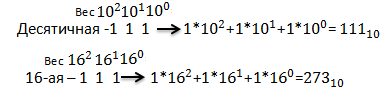 Вес 10²10¹10⁰
Десятичная -1 1 1 → 1*10²+1*10¹+1*10⁰= 111₁₀
Вес 16² 16¹16⁰
16-ая – 1 1 1 → 1*16²+1*16¹+1*16⁰=273₁₀